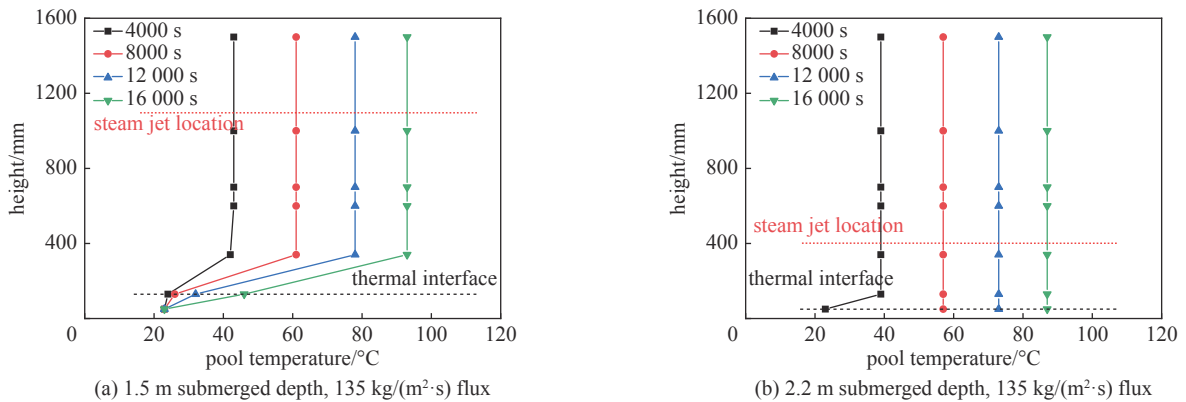 1600
1200
800
400
0
height/mm
4000 s
8000 s
12 000 s
16 000 s
steam jet location
thermal interface
0 20 40 60 80 100 120
pool temperature/°C
(a) 1.5 m submerged depth, 135 kg/(m²·s) flux
1600
1200
800
400
0
height/mm
4000 s
8000 s
12 000 s
16 000 s
steam jet location
thermal interface
0 20 40 60 80 100 120
pool temperature/°C
(b) 2.2 m submerged depth, 135 kg/(m²·s) flux